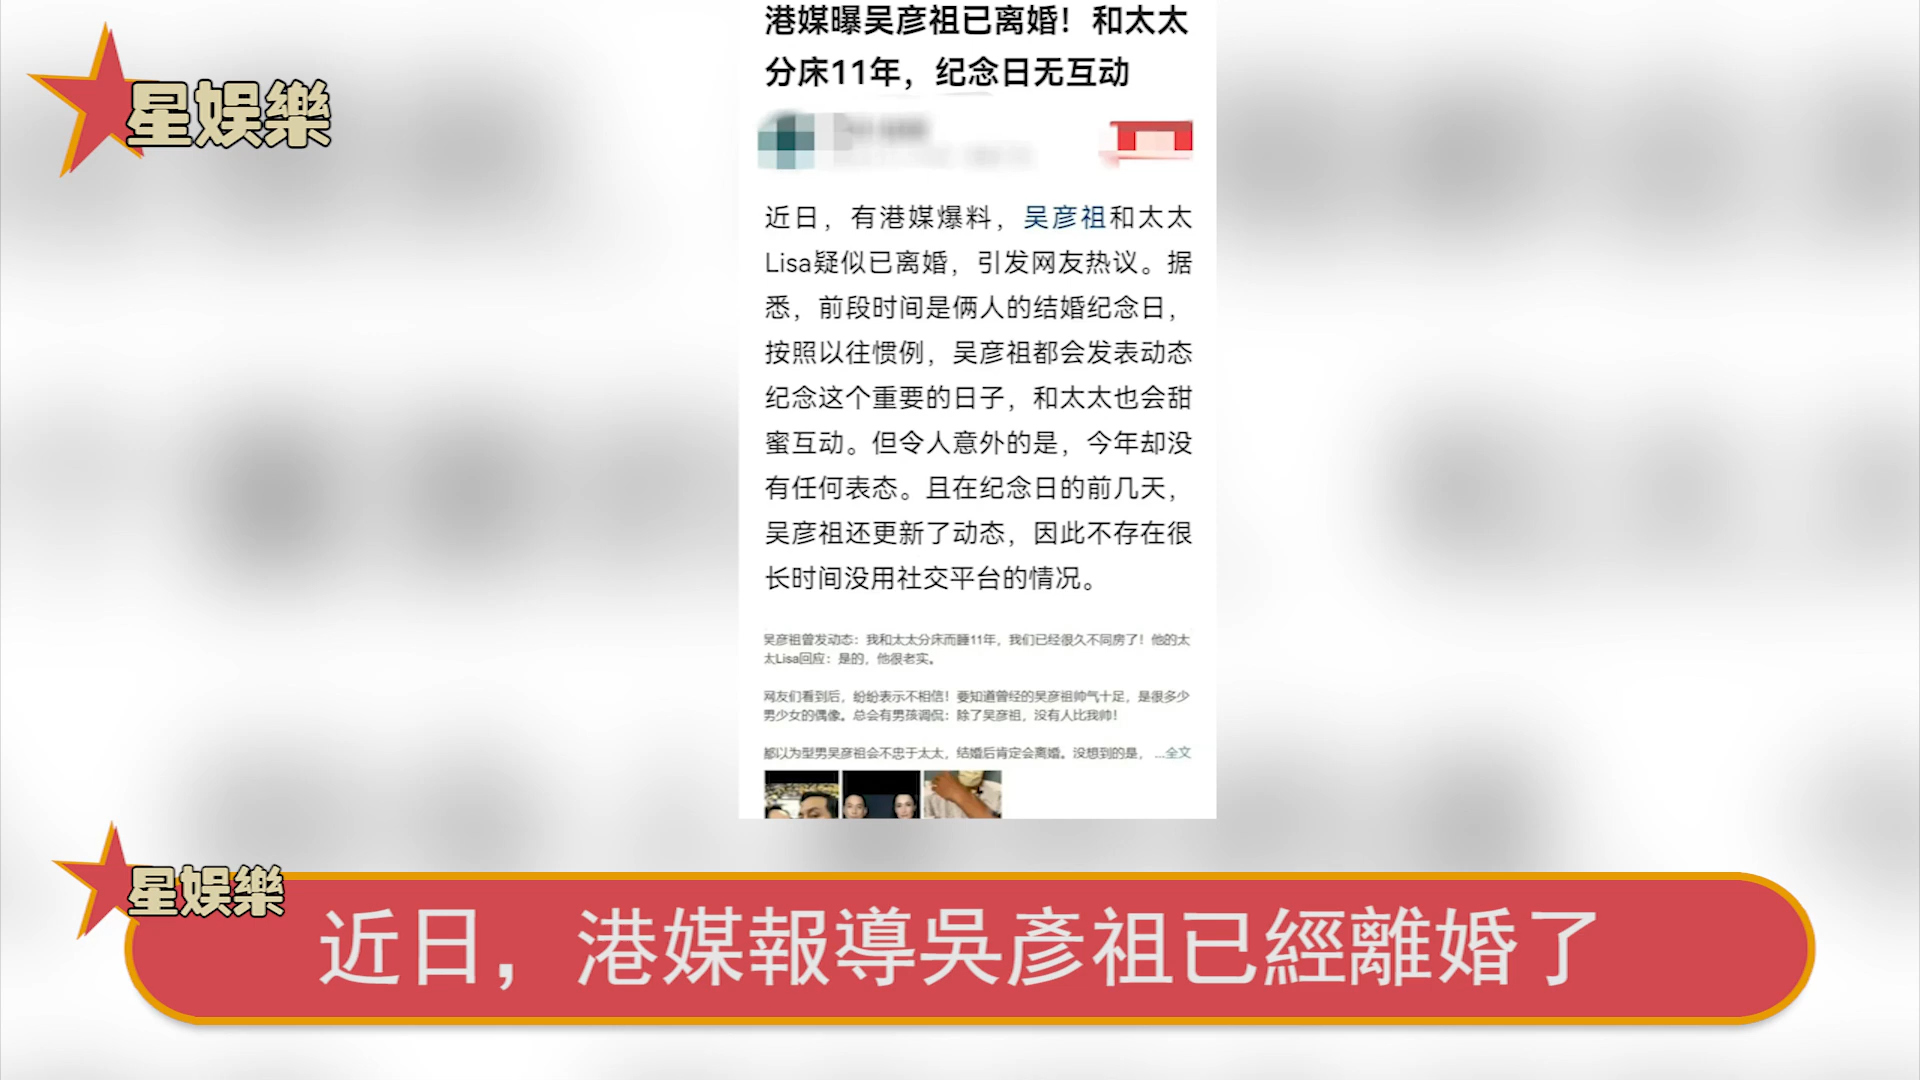 港媒曝吴彦祖已离婚！和太太
分床11年，纪念日无互动
星娱樂
近日，有港媒爆料，吴彦祖和太太
Lisa疑似已离婚，引发网友热议。据
悉，前段时间是俩人的结婚纪念日，
按照以往惯例，吴彦祖都会发表动态
纪念这个重要的日子，和太太也会甜
蜜互动。但令人意外的是，今年却没
有任何表态。且在纪念日的前几天，
吴彦祖还更新了动态，因此不存在很
长时间没用社交平台的情况。
吴彦祖曾发动态：我和太太分床而睡11年，我们已经很久不同房了！他的太
太Lisa回应：是的，他很老实。
网友们看到后，纷纷表示不相信！要知道曾经的吴彦祖帅气十足，是很多少
男少女的偶像。总会有男孩调侃：除了吴彦祖，没有人比我帅！
都以为型男吴彦祖会不忠于太太，结婚后肯定会离婚。没想到的是，...全文
星娱樂
近日，港媒報導吳彥祖已經離婚了